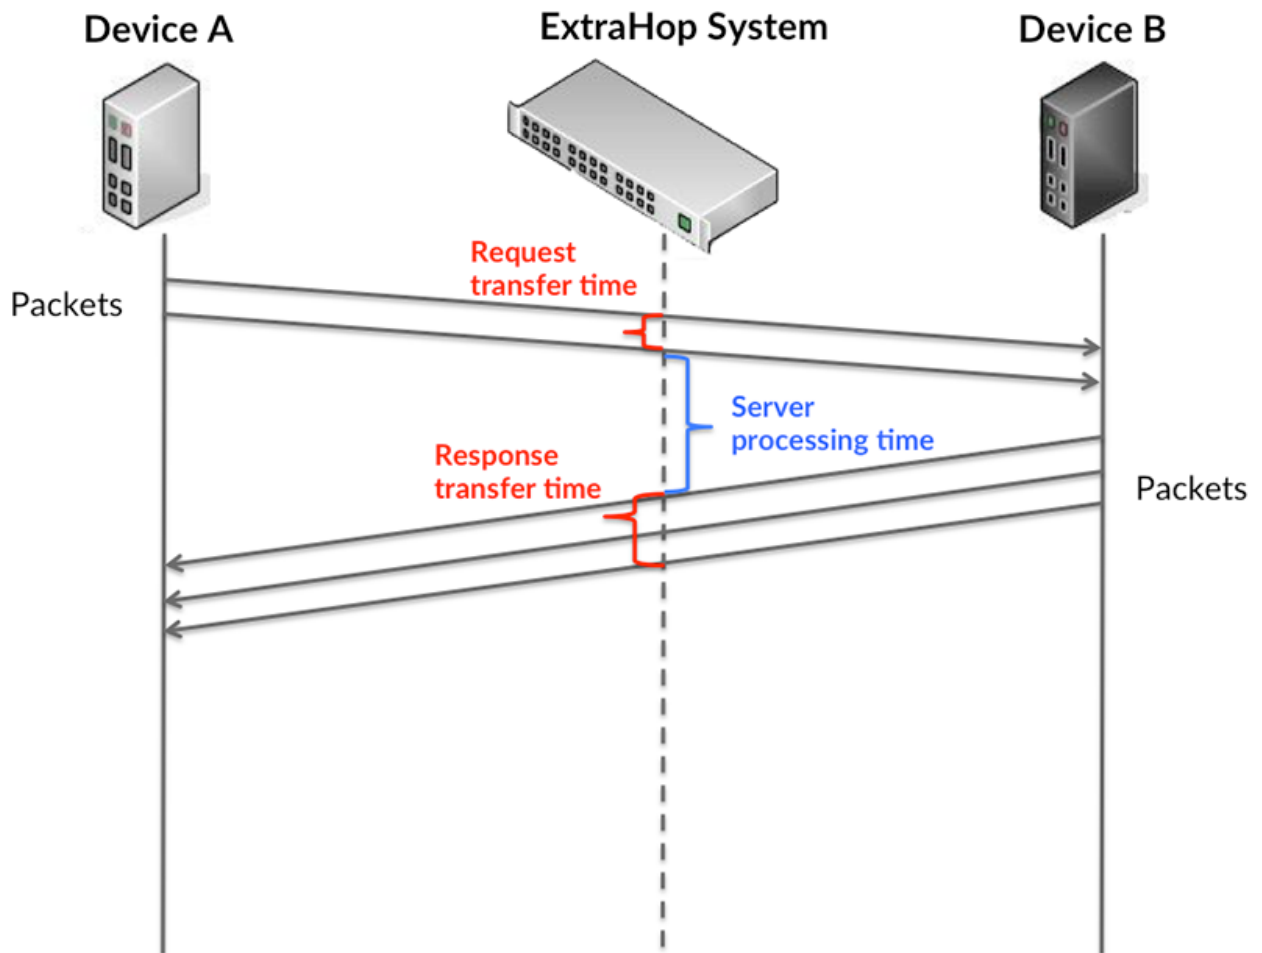 Device A
ExtraHop System
Device B
Request
transfer time
Packets
Server
processing time
Response
transfer time
Packets